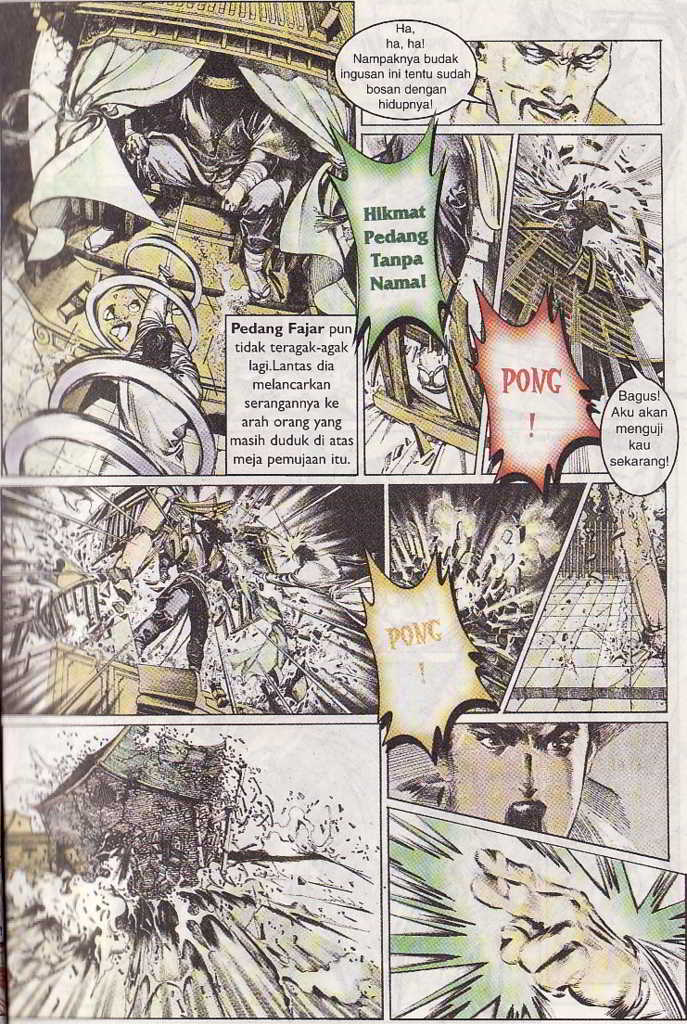 Ha,
ha, ha!
Nampaknya budak
ingusan ini tentu sudah
bosan dengan
hidupnya!
HIkmat
Pedang
Tanpa
Nama!
Pedang Fajar pun
tidak teragak-agak
lagi.Lantas dia
melancarkan
serangannya ke
arah orang yang
masih duduk di atas
meja pemujaan itu.
PONG
!
Bagus!
Aku akan
menguji
kau
sekarang!
PONG
!